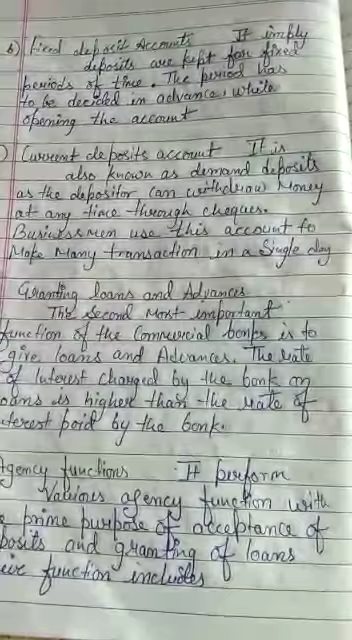 b) Fixed deposit Accounts It imply
deposits are kept for fixed
periods of time. The period has
to be decided in advance while
opening the account
) Current deposits account It is
also known as demand deposits
as the depositor can withdraw Money
at any time through cheques.
Businessmen use this account to
Make Many transaction in a Single day
Granting loans and Advances
The Second Most important
function of the Commercial banks is to
give loans and Advances. The rate
of Interest charged by the bank on
oans is higher than the rate of
terest paid by the bank.
gency functions It perform
Various agency function with
e prime purpose of acceptance of
posits and granting of loans
function includes